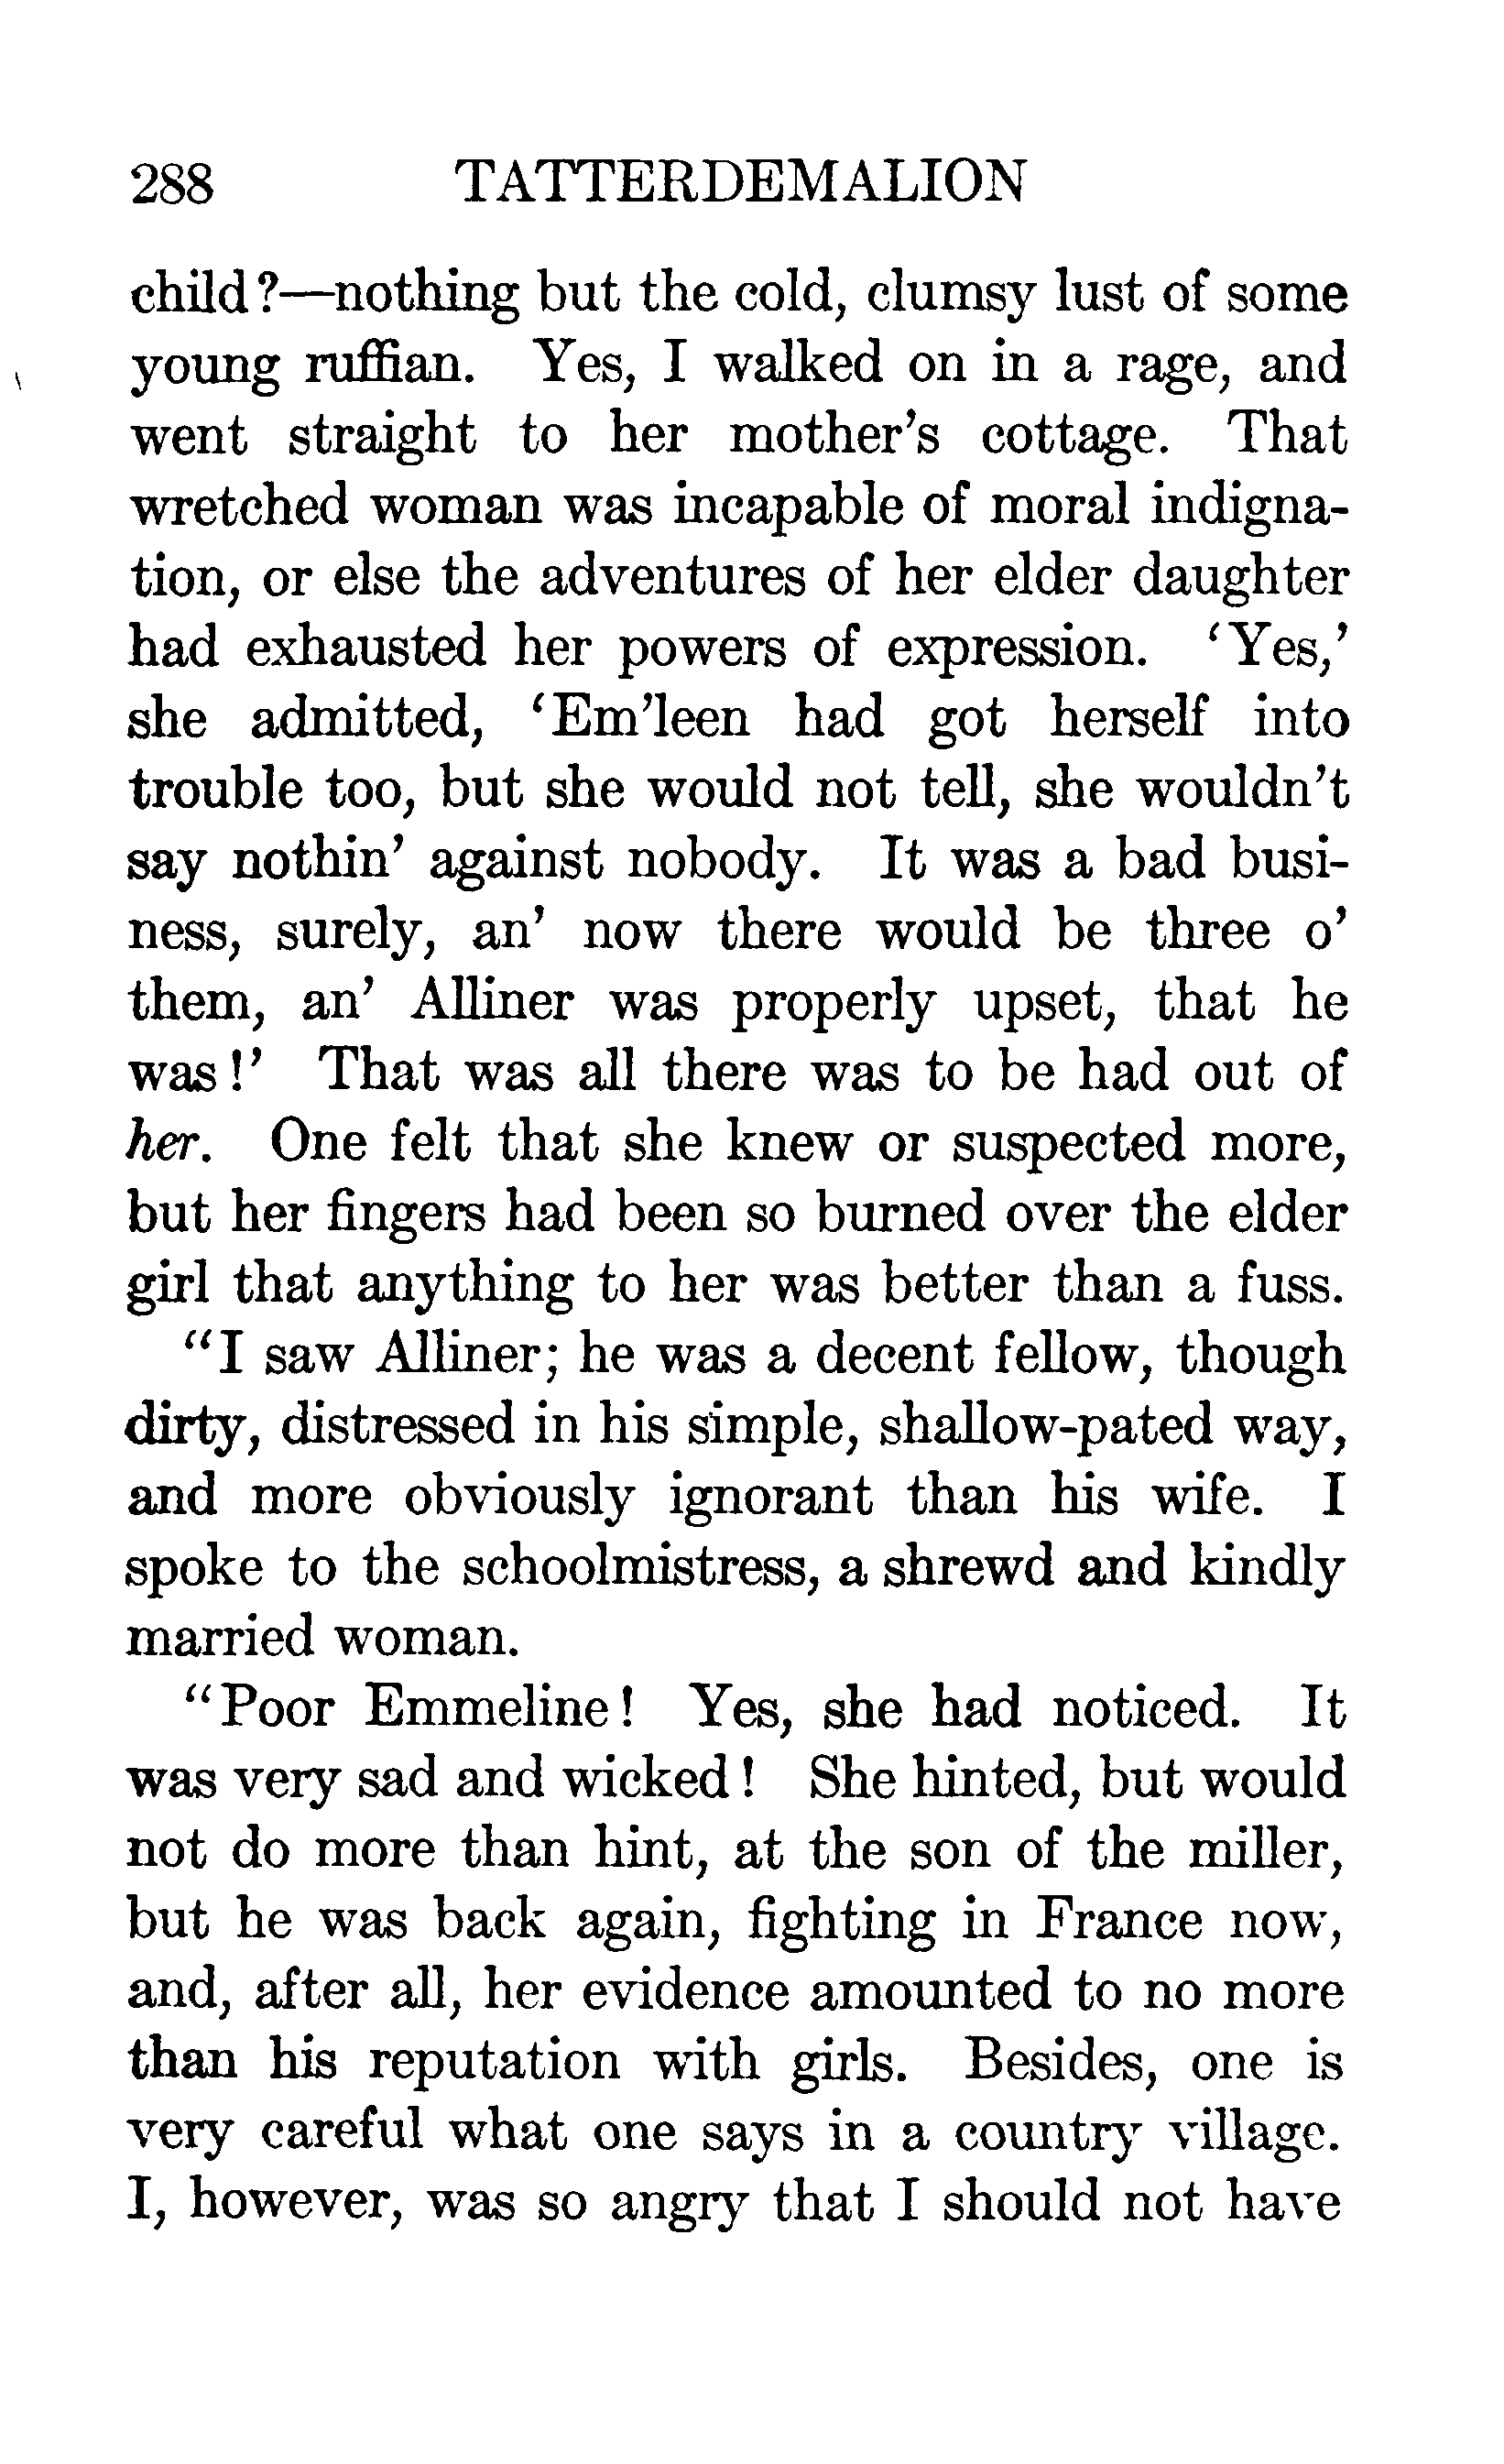 288 TATTERDEMALION
child?—nothing but the cold, clumsy lust of some
young ruffian. Yes, I walked on in a rage, and
went straight to her mother's cottage. That
wretched woman was incapable of moral indigna-
tion, or else the adventures of her elder daughter
had exhausted her powers of expression. 'Yes,'
she admitted, 'Em'leen had got herself into
trouble too, but she would not tell, she wouldn't
say nothin' against nobody. It was a bad busi-
ness, surely, an' now there would be three o'
them, an' Alliner was properly upset, that he
was!' That was all there was to be had out of
her. One felt that she knew or suspected more,
but her fingers had been so burned over the elder
girl that anything to her was better than a fuss.
"I saw Alliner; he was a decent fellow, though
dirty, distressed in his simple, shallow-pated way,
and more obviously ignorant than his wife. I
spoke to the schoolmistress, a shrewd and kindly
married woman.
"Poor Emmeline! Yes, she had noticed. It
was very sad and wicked! She hinted, but would
not do more than hint, at the son of the miller,
but he was back again, fighting in France now,
and, after all, her evidence amounted to no more
than his reputation with girls. Besides, one is
very careful what one says in a country village.
I, however, was so angry that I should not have